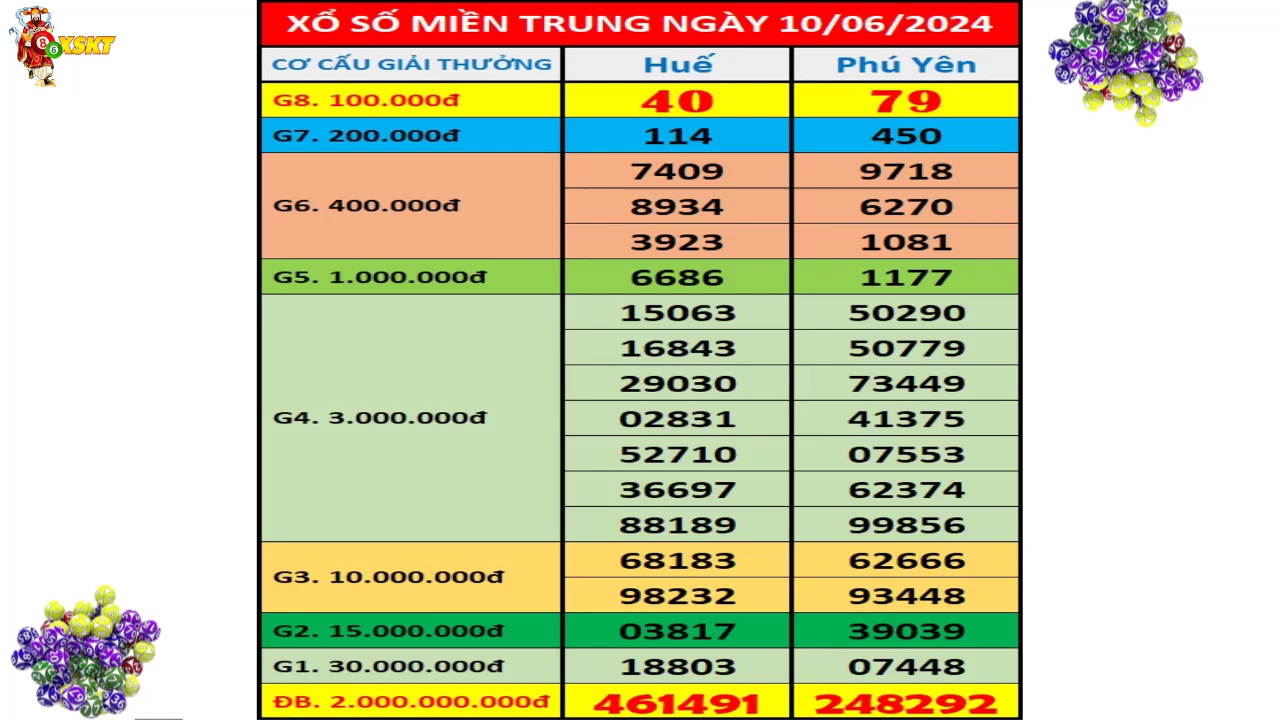 XSKT
XỔ SỐ MIỀN TRUNG NGÀY 10/06/2024
CƠ CẤU GIẢI THƯỞNG Huế Phú Yên
G8. 100.000đ 40 79
G7. 200.000đ 114 450
7409 9718
G6. 400.000đ 8934 6270
3923 1081
G5. 1.000.000đ 6686 1177
15063 50290
16843 50779
29030 73449
G4. 3.000.000đ 02831 41375
52710 07553
36697 62374
88189 99856
G3. 10.000.000đ 68183 62666
98232 93448
G2. 15.000.000đ 03817 39039
G1. 30.000.000đ 18803 07448
ĐB. 2.000.000.000đ 461491 248292